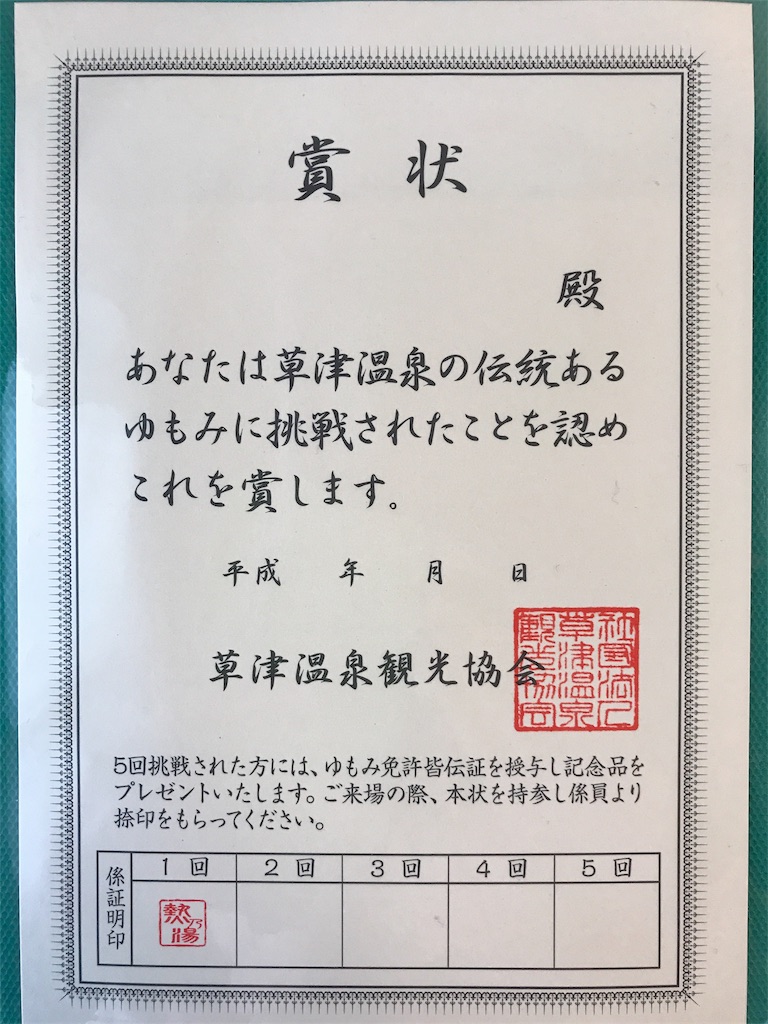 賞状
殿
あなたは草津温泉の伝統ある
ゆもみに挑戦されたことを認め
これを賞します。
平成 年 月 日
草津温泉観光協会
社団法人草津温泉観光協会
5回挑戦された方には、ゆもみ免許皆伝証を授与し記念品を
プレゼントいたします。ご来場の際、本状を持参し係員より
捺印をもらってください。
係証明印
1回 2回 3回 4回 5回
熱乃湯